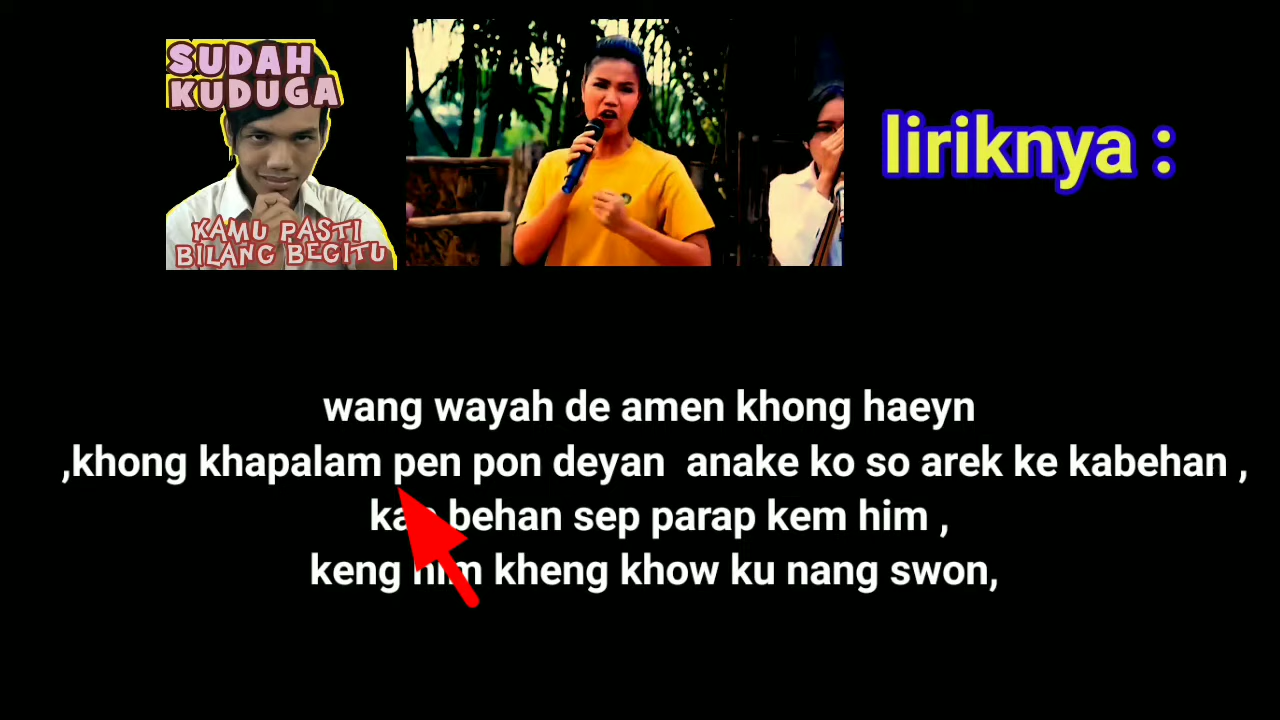 SUDAH
KUDUGA
KAMU PASTI
BILANG BEGITU
liriknya :
wang wayah de amen khong haeyn
,khong khapalam pen pon deyan anake ko so arek ke kabehan ,
behan sep parap kem him ,
keng him kheng khow ku nang swon,